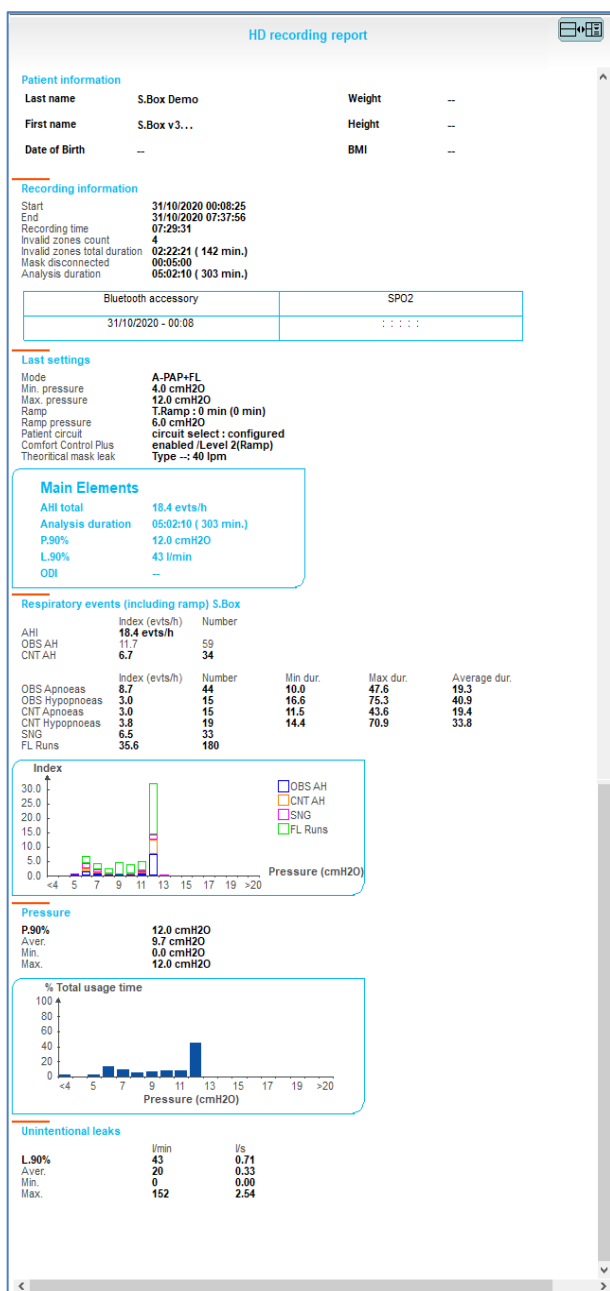 HD recording report
Patient information
Last name S.Box Demo Weight --
First name S.Box v3... Height --
Date of Birth -- BMI --
Recording information
Start 31/10/2020 00:08:25
End 31/10/2020 07:37:56
Recording time 07:29:31
Invalid zones count 4
Invalid zones total duration 02:22:21 ( 142 min.)
Mask disconnected 00:05:00
Analysis duration 05:02:10 ( 303 min.)
Bluetooth accessory SPO2
31/10/2020 - 00:08 : : : : :
Last settings
Mode A-PAP+FL
Min. pressure 4.0 cmH2O
Max. pressure 12.0 cmH2O
Ramp T.Ramp : 0 min (0 min)
Ramp pressure 6.0 cmH2O
Patient circuit circuit select : configured
Comfort Control Plus enabled /Level 2(Ramp)
Theoritical mask leak Type --: 40 lpm
Main Elements
AHI total 18.4 evts/h
Analysis duration 05:02:10 ( 303 min.)
P.90% 12.0 cmH2O
L.90% 43 l/min
ODI --
Respiratory events (including ramp) S.Box
Index (evts/h) Number
AHI 18.4 evts/h
OBS AH 11.7 59
CNT AH 6.7 34
Index (evts/h) Number Min dur. Max dur. Average dur.
OBS Apnoeas 8.7 44 10.0 47.6 19.3
OBS Hypopnoeas 3.0 15 16.6 75.3 40.9
CNT Apnoeas 3.0 15 11.5 43.6 19.4
CNT Hypopnoeas 3.8 19 14.4 70.9 33.8
SNG 6.5 33
FL Runs 35.6 180
Index
30.0
25.0
20.0
15.0
10.0
5.0
0.0
<4 5 7 9 11 13 15 17 19 >20
Pressure (cmH2O)
OBS AH
CNT AH
SNG
FL Runs
Pressure
P.90% 12.0 cmH2O
Aver. 9.7 cmH2O
Min. 0.0 cmH2O
Max. 12.0 cmH2O
% Total usage time
100
80
60
40
20
0
<4 5 7 9 11 13 15 17 19 >20
Pressure (cmH2O)
Unintentional leaks
l/min l/s
L.90% 43 0.71
Aver. 20 0.33
Min. 0 0.00
Max. 152 2.54